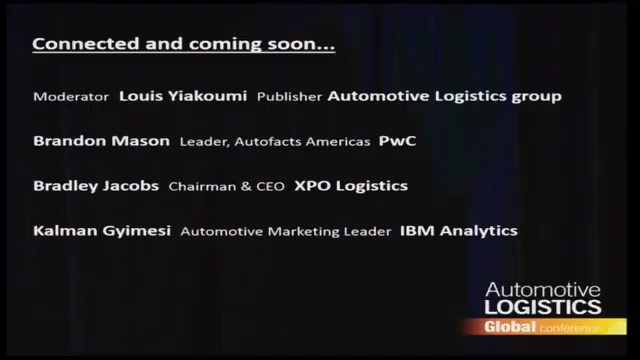 Connected and coming soon...
Moderator Louis Yiakoumi Publisher Automotive Logistics group
Brandon Mason Leader, Autofacts Americas PwC
Bradley Jacobs Chairman & CEO XPO Logistics
Kalman Gyimesi Automotive Marketing Leader IBM Analytics
Automotive
LOGISTICS
Global conference